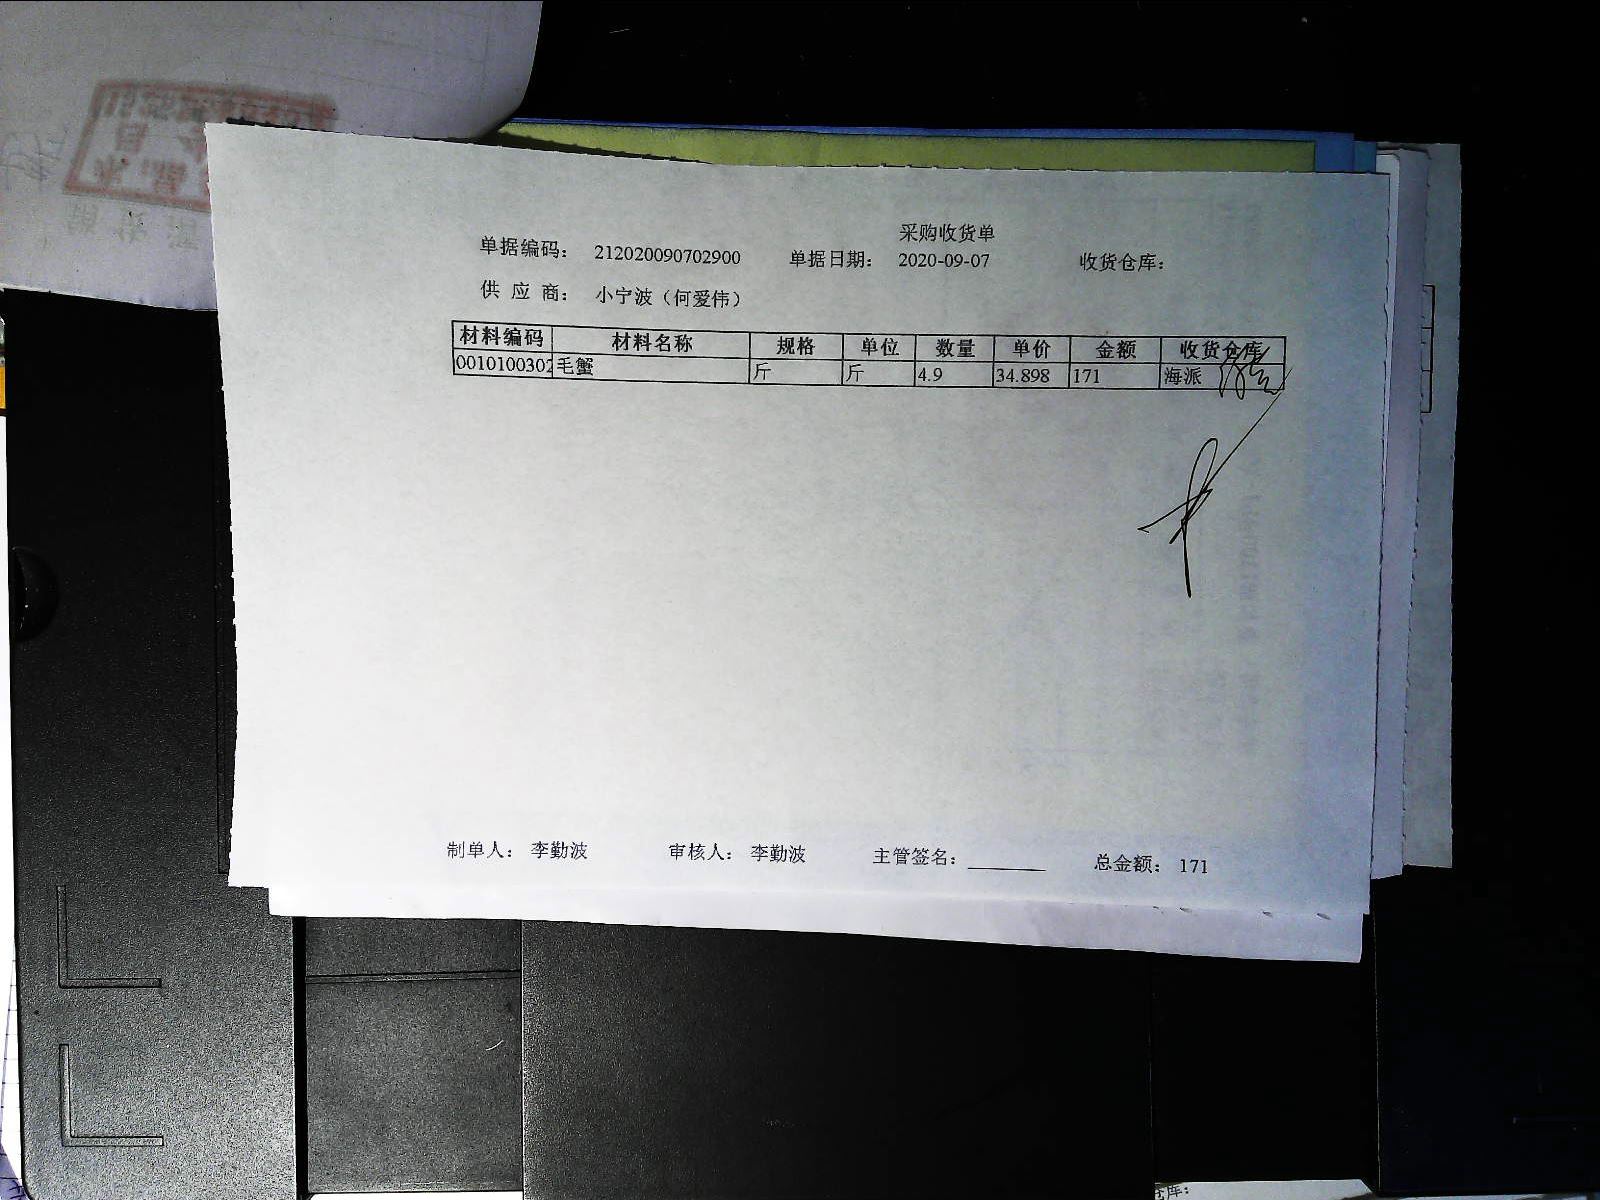 采购收货单
单据编码： 212020090702900 单据日期： 2020-09-07 收货仓库：
供 应 商： 小宁波（何爱伟）
材料编码 材料名称 规格 单位 数量 单价 金额 收货仓库
0010100302 毛蟹 斤 斤 4.9 34.898 171 海派
制单人： 李勤波 审核人： 李勤波 主管签名： 总金额： 171
仓库：